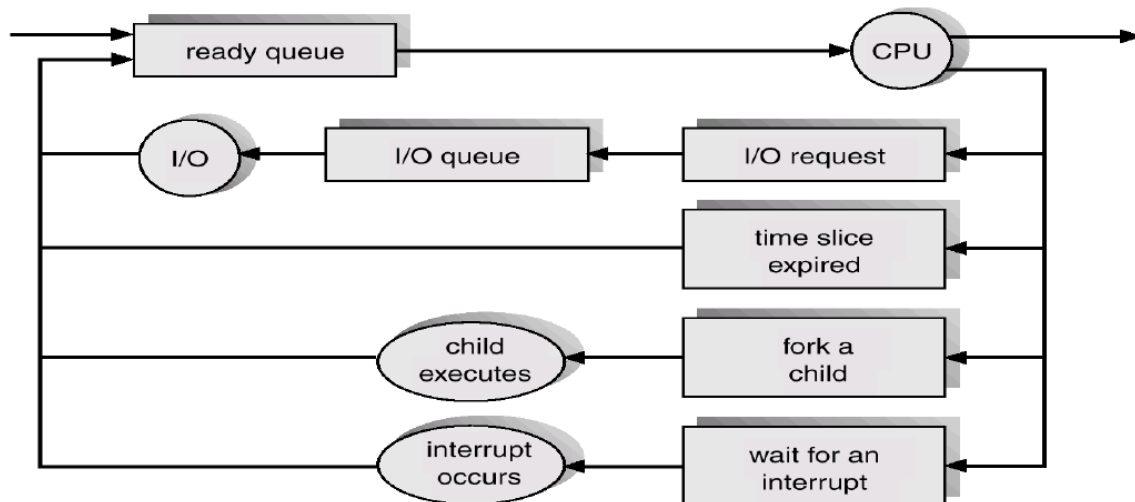 ready queue
CPU
I/O
I/O queue
I/O request
time slice
expired
child
executes
fork a
child
interrupt
occurs
wait for an
interrupt